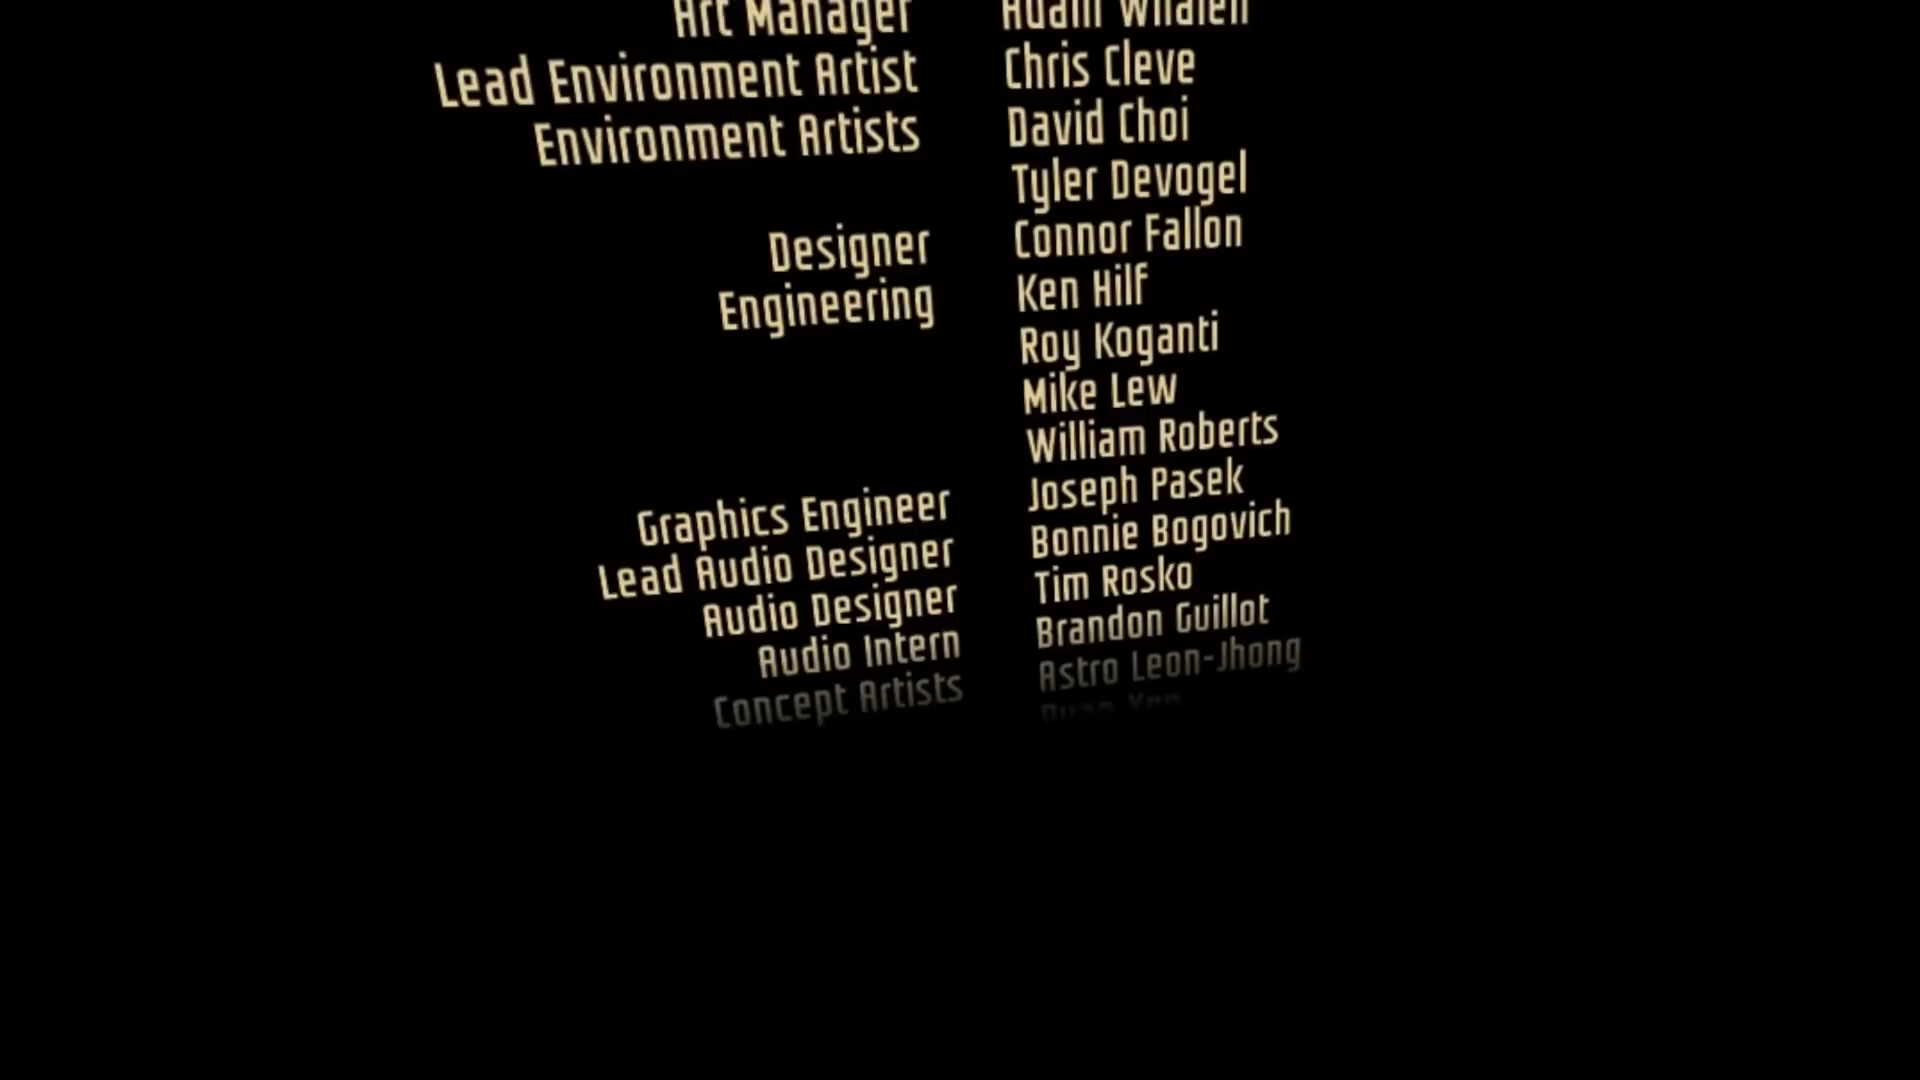 Art Manager Adam Whalen
Lead Environment Artist Chris Cleve
Environment Artists David Choi
Tyler Devogel
Designer Connor Fallon
Engineering Ken Hilf
Roy Koganti
Mike Lew
William Roberts
Graphics Engineer Joseph Pasek
Lead Audio Designer Bonnie Bogovich
Audio Designer Tim Rosko
Audio Intern Brandon Guillot
Concept Artists Astro Leon-Jhong